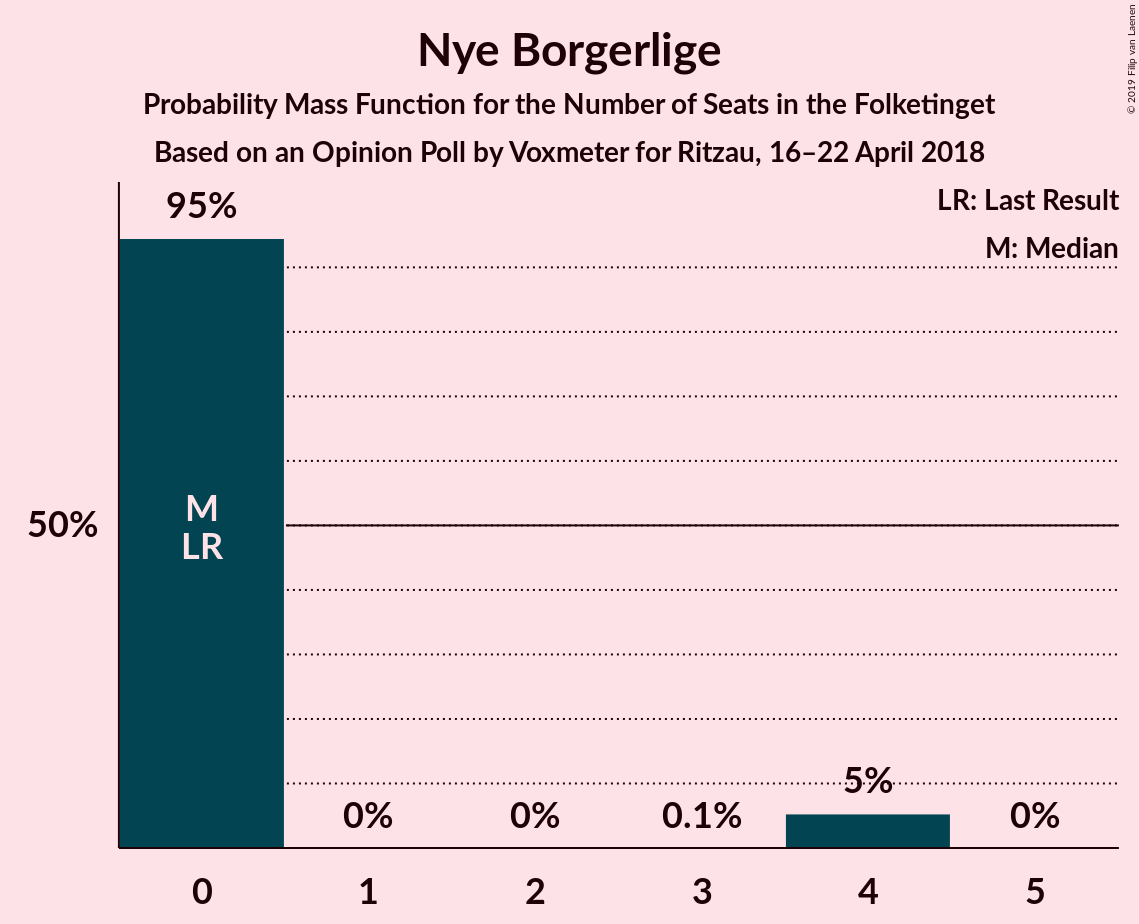 Nye Borgerlige
Probability Mass Function for the Number of Seats in the Folketinget
Based on an Opinion Poll by Voxmeter for Ritzau, 16–22 April 2018
© 2019 Filip van Laenen
LR: Last Result
M: Median
95%
50%
M
LR
0%
0%
0.1%
5%
0%
0
1
2
3
4
5